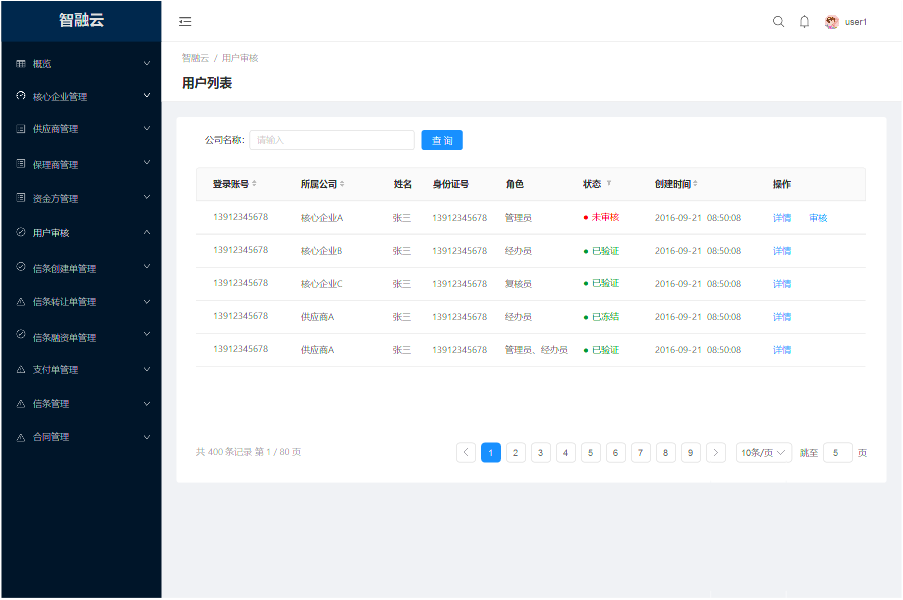 智融云
user1
概览
核心企业管理
供应商管理
保理商管理
资金方管理
用户审核
信条创建单管理
信条转让单管理
信条融资单管理
支付单管理
信条管理
合同管理
智融云 / 用户审核
用户列表
公司名称: 请输入 查 询
登录账号 所属公司 姓名 身份证号 角色 状态 创建时间 操作
13912345678 核心企业A 张三 13912345678 管理员 未审核 2016-09-21 08:50:08 详情 审核
13912345678 核心企业B 张三 13912345678 经办员 已验证 2016-09-21 08:50:08 详情
13912345678 核心企业C 张三 13912345678 复核员 已验证 2016-09-21 08:50:08 详情
13912345678 供应商A 张三 13912345678 经办员 已冻结 2016-09-21 08:50:08 详情
13912345678 供应商A 张三 13912345678 管理员、经办员 已验证 2016-09-21 08:50:08 详情
共 400 条记录 第 1 / 80 页 1 2 3 4 5 6 7 8 9 10条/页 跳至 5 页